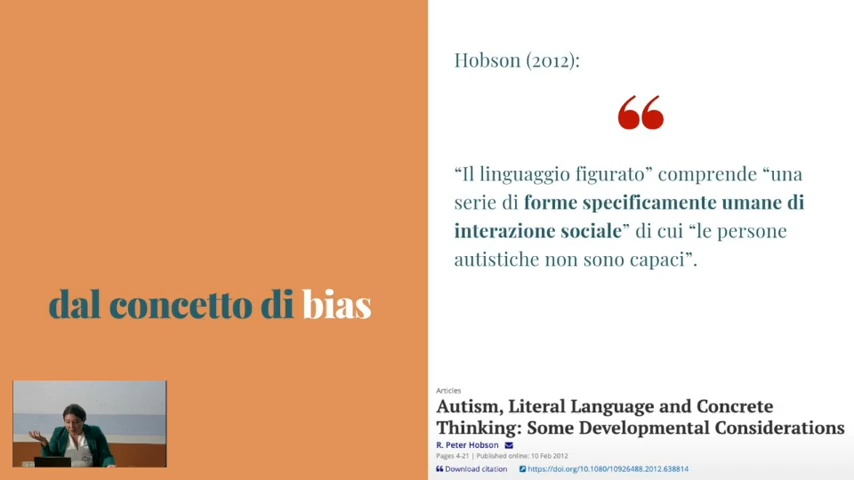 Hobson (2012):
“Il linguaggio figurato” comprende “una
serie di forme specificamente umane di
interazione sociale” di cui “le persone
autistiche non sono capaci”.
dal concetto di bias
Articles
Autism, Literal Language and Concrete
Thinking: Some Developmental Considerations
R. Peter Hobson
Pages 4-21 | Published online: 10 Feb 2012
Download citation https://doi.org/10.1080/10926488.2012.638814